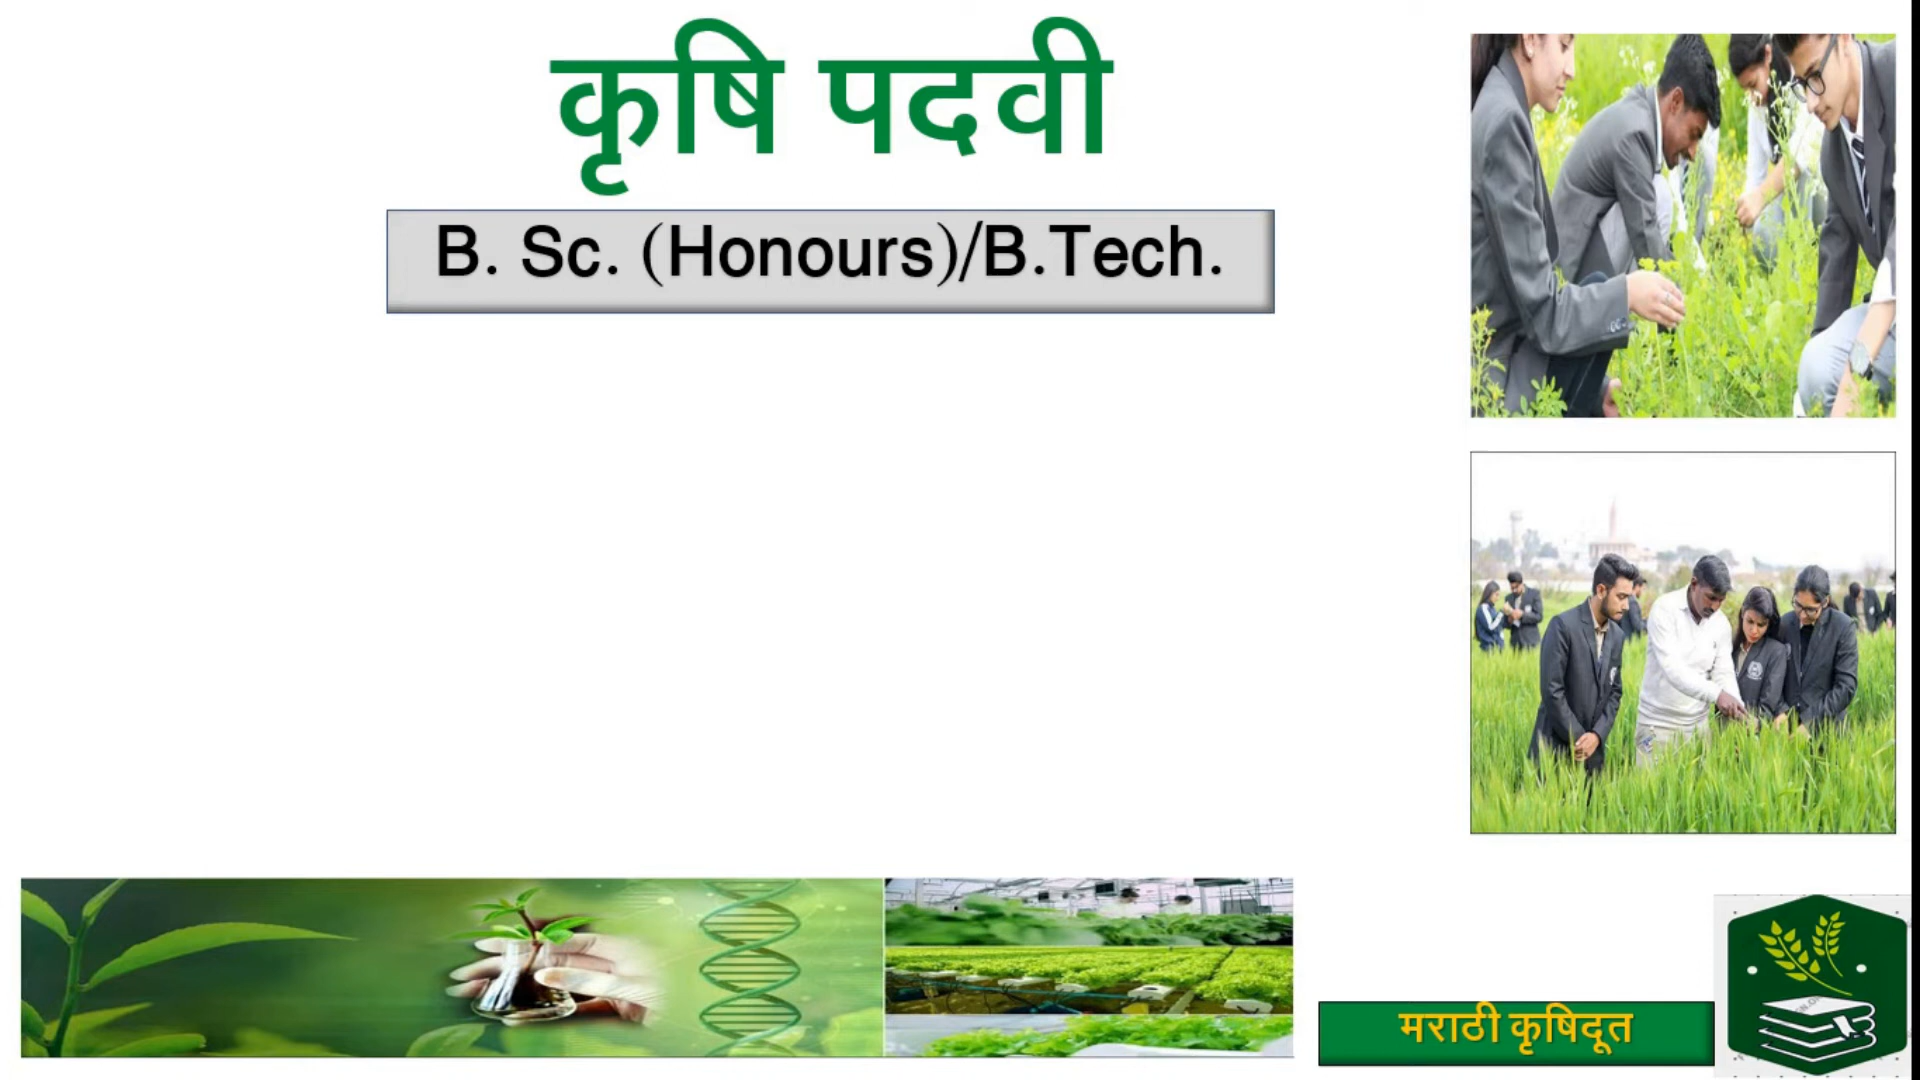 कृषि पदवी
B. Sc. (Honours)/B.Tech.
मराठी कृषिदूत